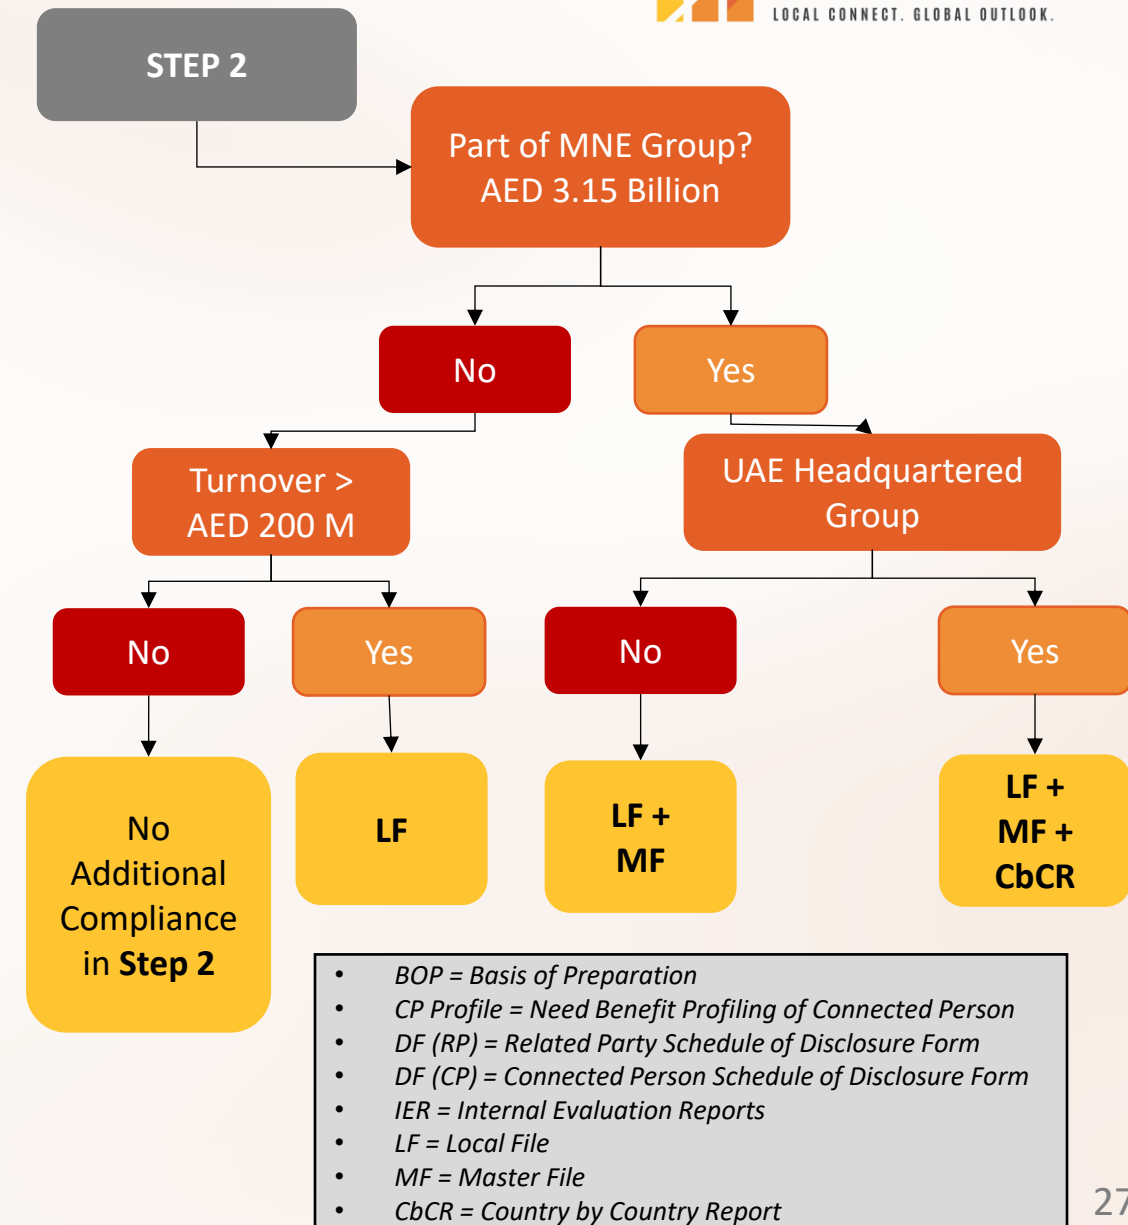 LOCAL CONNECT. GLOBAL OUTLOOK.
STEP 2
Part of MNE Group?
AED 3.15 Billion
No
Yes
Turnover >
AED 200 M
UAE Headquartered
Group
No
Yes
No
Yes
No
Additional
Compliance
in Step 2
LF
LF +
MF
LF +
MF +
CbCR
• BOP = Basis of Preparation
• CP Profile = Need Benefit Profiling of Connected Person
• DF (RP) = Related Party Schedule of Disclosure Form
• DF (CP) = Connected Person Schedule of Disclosure Form
• IER = Internal Evaluation Reports
• LF = Local File
• MF = Master File
• CbCR = Country by Country Report
27